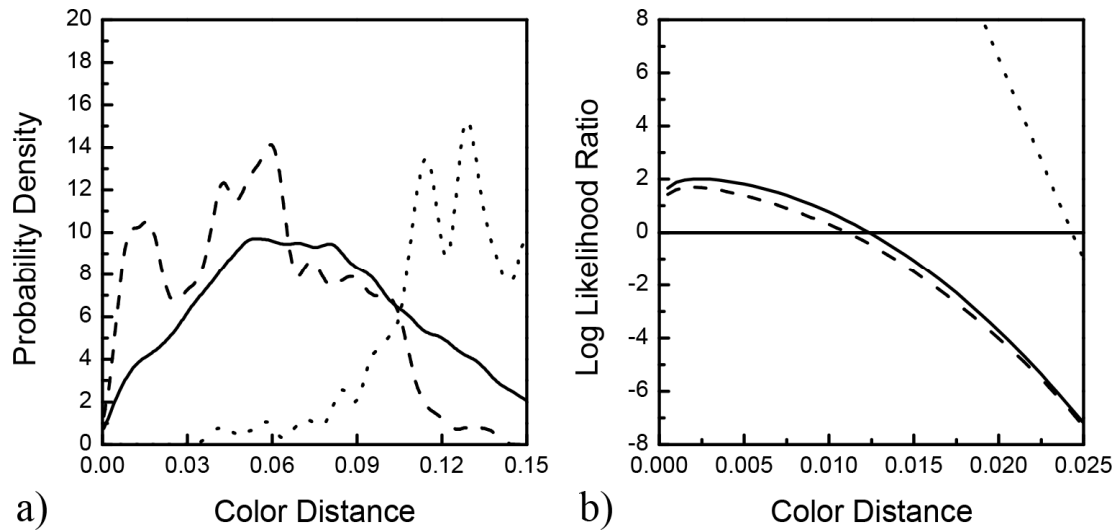 20
18
16
14
12
10
8
6
4
2
0
0.00 0.03 0.06 0.09 0.12 0.15
Probability Density
Color Distance
a)
8
6
4
2
0
-2
-4
-6
-8
0.000 0.005 0.010 0.015 0.020 0.025
Log Likelihood Ratio
Color Distance
b)